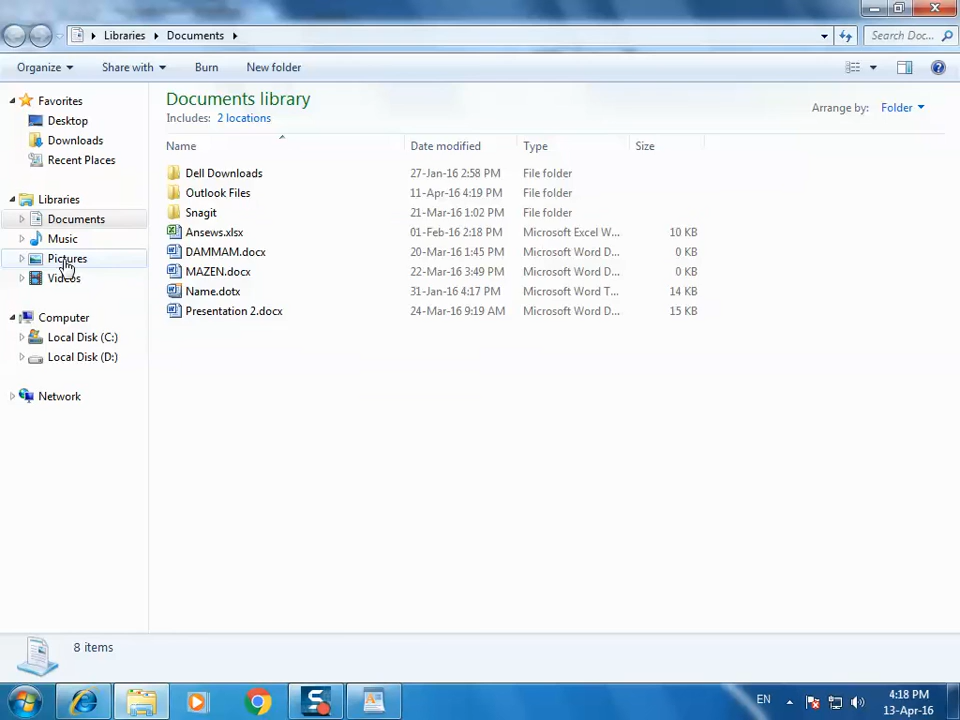 Libraries Documents
Search Doc...
Organize Share with Burn New folder
Favorites
Desktop
Downloads
Recent Places
Libraries
Documents
Music
Pictures
Videos
Computer
Local Disk (C:)
Local Disk (D:)
Network
Documents library
Includes: 2 locations
Arrange by: Folder
Name Date modified Type Size
Dell Downloads 27-Jan-16 2:58 PM File folder
Outlook Files 11-Apr-16 4:19 PM File folder
Snagit 21-Mar-16 1:02 PM File folder
Ansews.xlsx 01-Feb-16 2:18 PM Microsoft Excel W... 10 KB
DAMMAM.docx 20-Mar-16 1:45 PM Microsoft Word D... 0 KB
MAZEN.docx 22-Mar-16 3:49 PM Microsoft Word D... 0 KB
Name.dotx 31-Jan-16 4:17 PM Microsoft Word T... 14 KB
Presentation 2.docx 24-Mar-16 9:19 AM Microsoft Word D... 15 KB
8 items
EN
4:18 PM
13-Apr-16